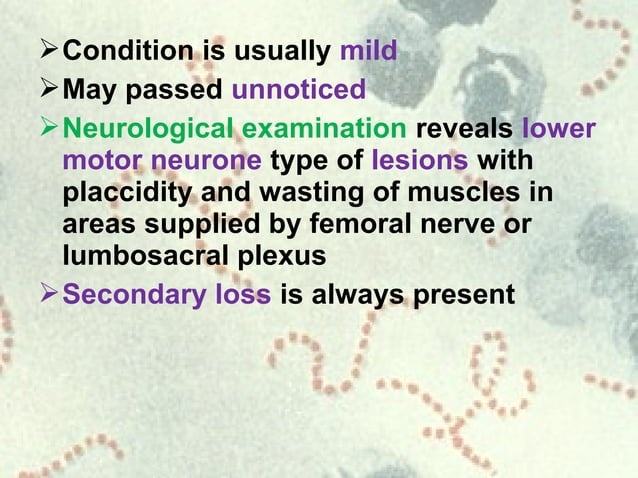 ➢Condition is usually mild
➢May passed unnoticed
➢Neurological examination reveals lower
motor neurone type of lesions with
placcidity and wasting of muscles in
areas supplied by femoral nerve or
lumbosacral plexus
➢Secondary loss is always present